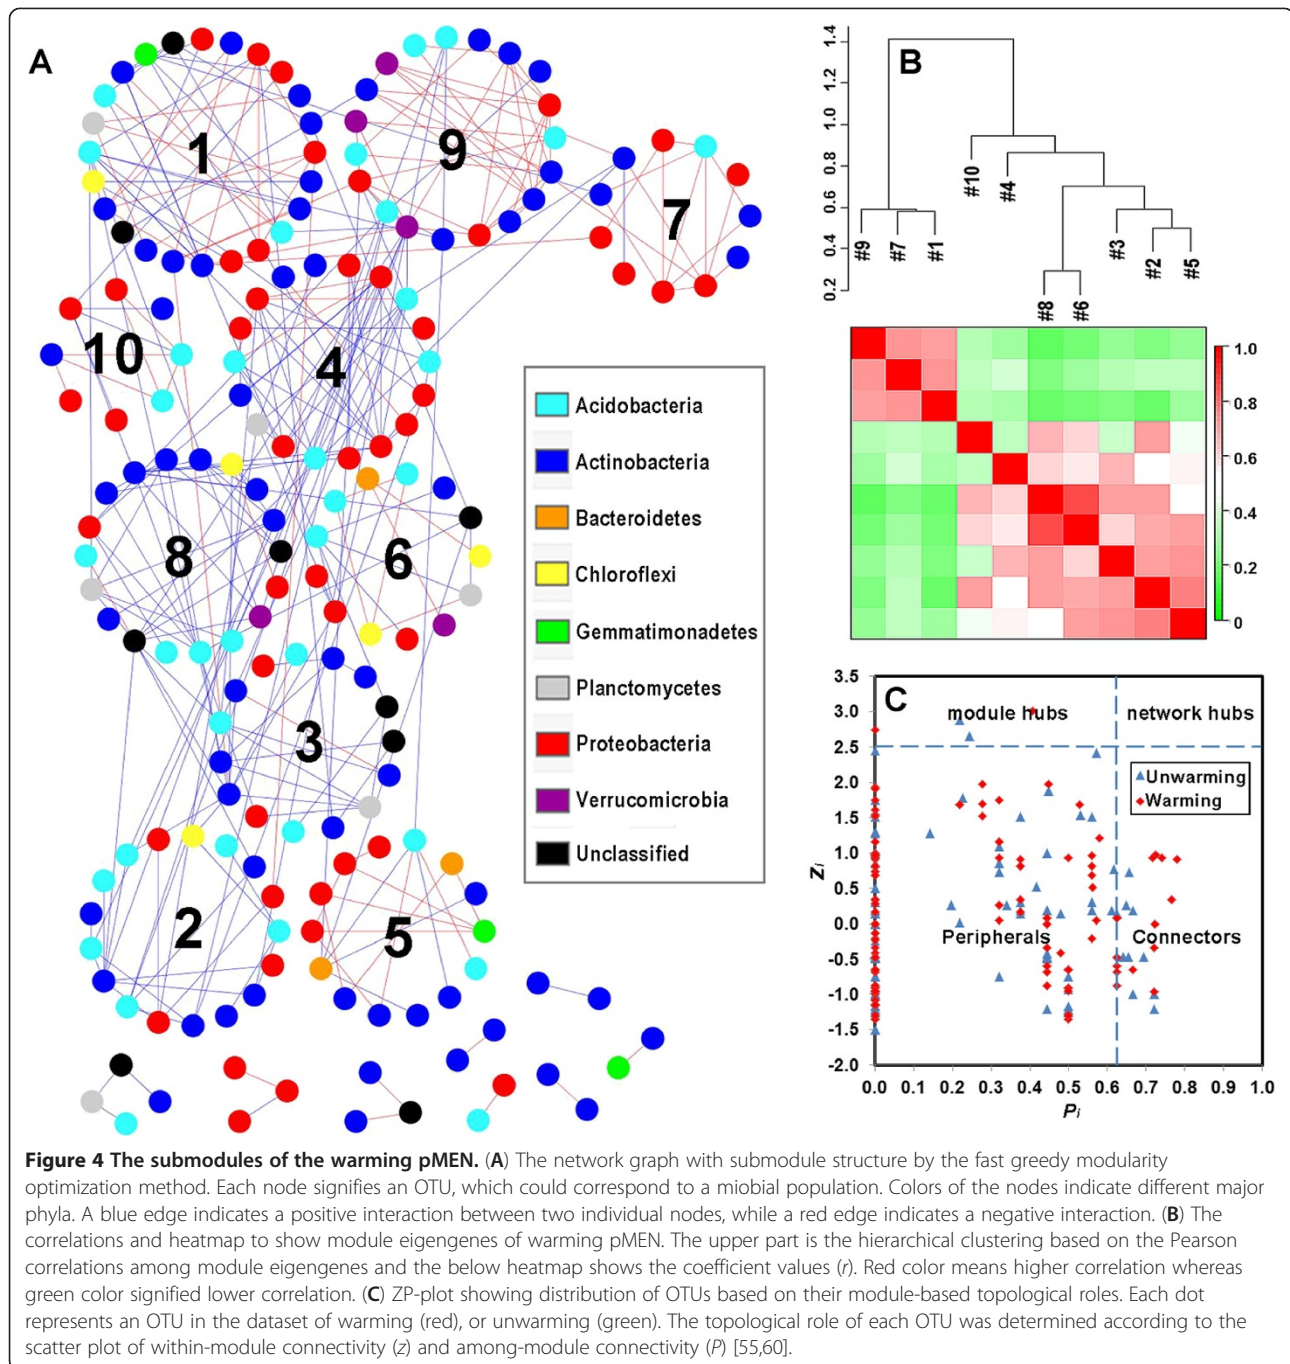 A
1
9
7
10
4
8
6
3
2
5
Acidobacteria
Actinobacteria
Bacteroidetes
Chloroflexi
Gemmatimonadetes
Planctomycetes
Proteobacteria
Verrucomicrobia
Unclassified
B
1.4
1.2
1.0
0.8
0.6
0.4
0.2
#9
#7
#1
#10
#4
#8
#6
#3
#2
#5
1.0
0.8
0.6
0.4
0.2
0
C
module hubs
network hubs
Unwarming
Warming
Peripherals
Connectors
3.5
3.0
2.5
2.0
1.5
1.0
0.5
0.0
-0.5
-1.0
-1.5
-2.0
Zi
0.0 0.1 0.2 0.3 0.4 0.5 0.6 0.7 0.8 0.9 1.0
Pi
Figure 4 The submodules of the warming pMEN. (A) The network graph with submodule structure by the fast greedy modularity
optimization method. Each node signifies an OTU, which could correspond to a miobial population. Colors of the nodes indicate different major
phyla. A blue edge indicates a positive interaction between two individual nodes, while a red edge indicates a negative interaction. (B) The
correlations and heatmap to show module eigengenes of warming pMEN. The upper part is the hierarchical clustering based on the Pearson
correlations among module eigengenes and the below heatmap shows the coefficient values (r). Red color means higher correlation whereas
green color signified lower correlation. (C) ZP-plot showing distribution of OTUs based on their module-based topological roles. Each dot
represents an OTU in the dataset of warming (red), or unwarming (green). The topological role of each OTU was determined according to the
scatter plot of within-module connectivity (z) and among-module connectivity (P) [55,60].